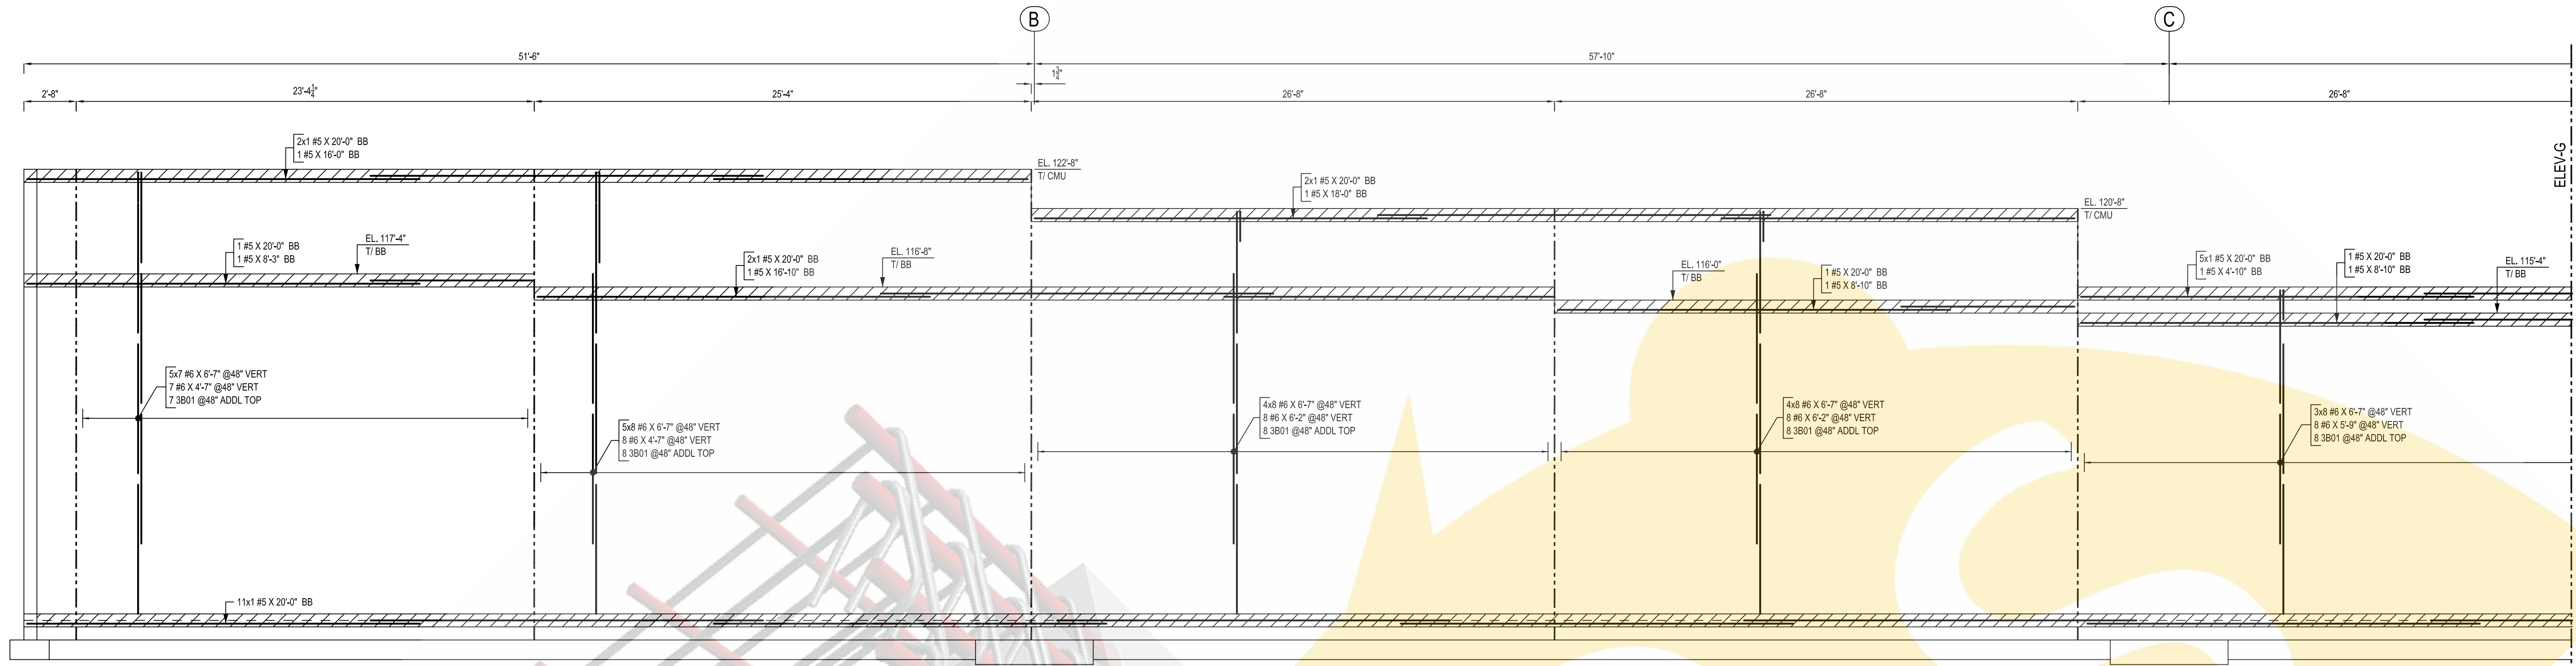 B
C
51'-6"
57'-10"
1 3/4"
2'-8"
23'-4 1/4"
25'-4"
26'-8"
26'-8"
26'-8"
2x1 #5 X 20'-0" BB
1 #5 X 16'-0" BB
EL. 122'-8"
T/ CMU
2x1 #5 X 20'-0" BB
1 #5 X 18'-0" BB
EL. 120'-8"
T/ CMU
ELEV-G
1 #5 X 20'-0" BB
1 #5 X 8'-3" BB
EL. 117'-4"
T/ BB
2x1 #5 X 20'-0" BB
1 #5 X 16'-10" BB
EL. 116'-8"
T/ BB
EL. 116'-0"
T/ BB
1 #5 X 20'-0" BB
1 #5 X 8'-10" BB
5x1 #5 X 20'-0" BB
1 #5 X 4'-10" BB
1 #5 X 20'-0" BB
1 #5 X 8'-10" BB
EL. 115'-4"
T/ BB
5x7 #6 X 6'-7" @48" VERT
7 #6 X 4'-7" @48" VERT
7 3B01 @48" ADDL TOP
5x8 #6 X 6'-7" @48" VERT
8 #6 X 4'-7" @48" VERT
8 3B01 @48" ADDL TOP
4x8 #6 X 6'-7" @48" VERT
8 #6 X 6'-2" @48" VERT
8 3B01 @48" ADDL TOP
4x8 #6 X 6'-7" @48" VERT
8 #6 X 6'-2" @48" VERT
8 3B01 @48" ADDL TOP
3x8 #6 X 6'-7" @48" VERT
8 #6 X 5'-9" @48" VERT
8 3B01 @48" ADDL TOP
11x1 #5 X 20'-0" BB